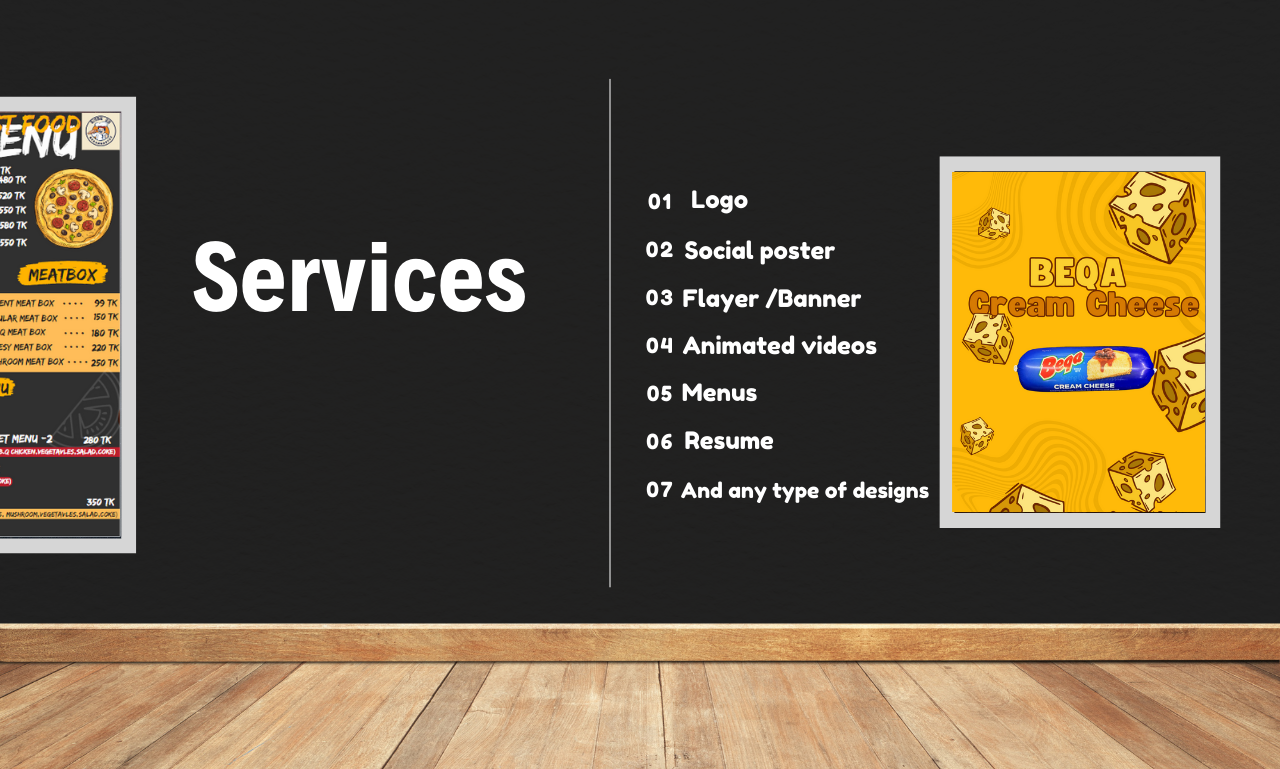 T FOOD
ENU
TK
480 TK
520 TK
550 TK
580 TK
550 TK
MEATBOX
ENT MEAT BOX .... 99 TK
ULAR MEAT BOX .... 150 TK
Q MEAT BOX .... 180 TK
ESY MEAT BOX .... 220 TK
HROOM MEAT BOX .... 250 TK
U
ET MENU -2 280 TK
B.Q CHICKEN,VEGETAVLES,SALAD,COKE)
OKE)
350 TK
MUSHROOM,VEGETAVLES,SALAD,COKE)
Services
01 Logo
02 Social poster
03 Flayer /Banner
04 Animated videos
05 Menus
06 Resume
07 And any type of designs
BEQA
Cream Cheese
Bega
CREAM CHEESE